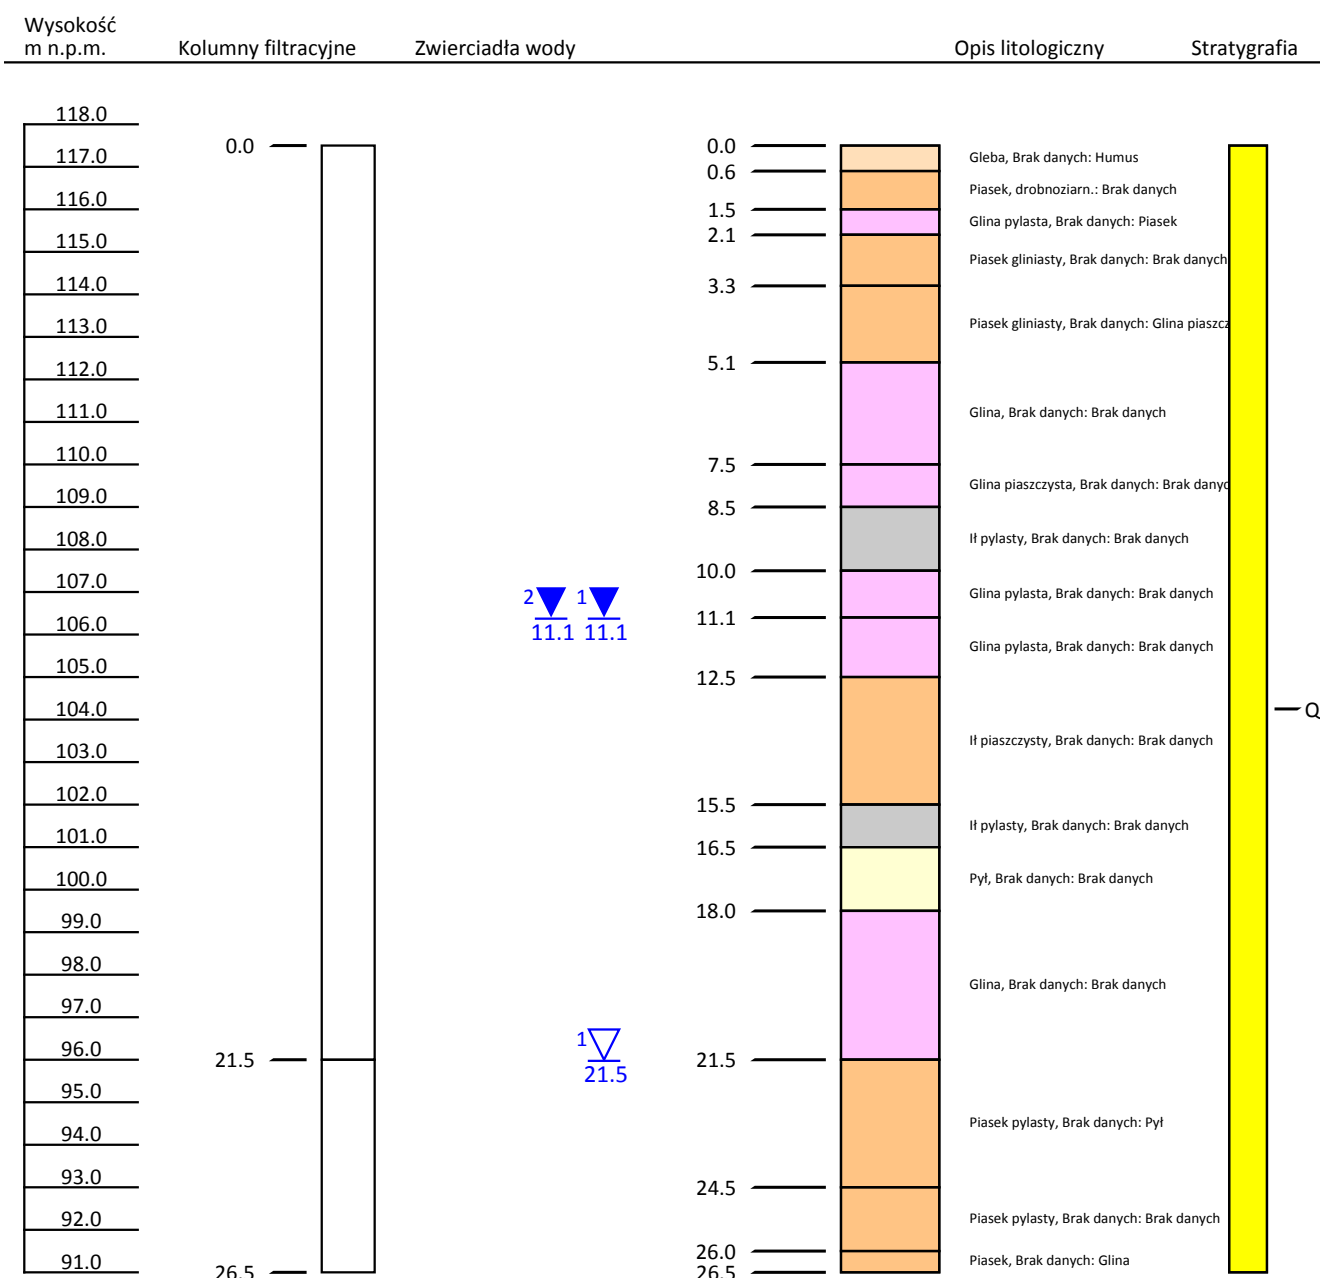 Wysokość
m n.p.m. Kolumny filtracyjne Zwierciadła wody Opis litologiczny Stratygrafia
118.0
0.0 0.0
117.0 Gleba, Brak danych: Humus
0.6
Piasek, drobnoziarn.: Brak danych
116.0
1.5
Glina pylasta, Brak danych: Piasek
2.1
115.0
Piasek gliniasty, Brak danych: Brak danych
114.0
3.3
113.0 Piasek gliniasty, Brak danych: Glina piaszcz
5.1
112.0
111.0 Glina, Brak danych: Brak danych
110.0
7.5
Glina piaszczysta, Brak danych: Brak danyc
109.0
8.5
108.0 Ił pylasty, Brak danych: Brak danych
10.0
107.0
2 1 Glina pylasta, Brak danych: Brak danych
11.1
106.0
11.1 11.1
Glina pylasta, Brak danych: Brak danych
105.0
12.5
104.0 Q
103.0 Ił piaszczysty, Brak danych: Brak danych
102.0
15.5
Ił pylasty, Brak danych: Brak danych
101.0
16.5
100.0 Pył, Brak danych: Brak danych
18.0
99.0
98.0
Glina, Brak danych: Brak danych
97.0
96.0 1
21.5 21.5
21.5
95.0
Piasek pylasty, Brak danych: Pył
94.0
93.0
24.5
92.0 Piasek pylasty, Brak danych: Brak danych
26.0
91.0 Piasek, Brak danych: Glina
26.5 26.5